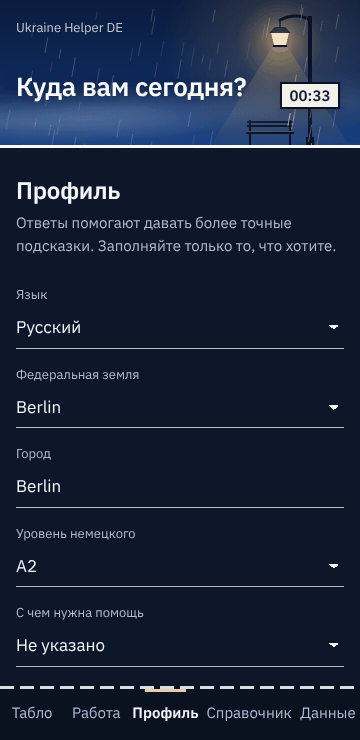 Ukraine Helper DE
Куда вам сегодня?
00:33
Профиль
Ответы помогают давать более точные
подсказки. Заполняйте только то, что хотите.
Язык
Русский
Федеральная земля
Berlin
Город
Berlin
Уровень немецкого
A2
С чем нужна помощь
Не указано
Табло Работа Профиль Справочник Данные